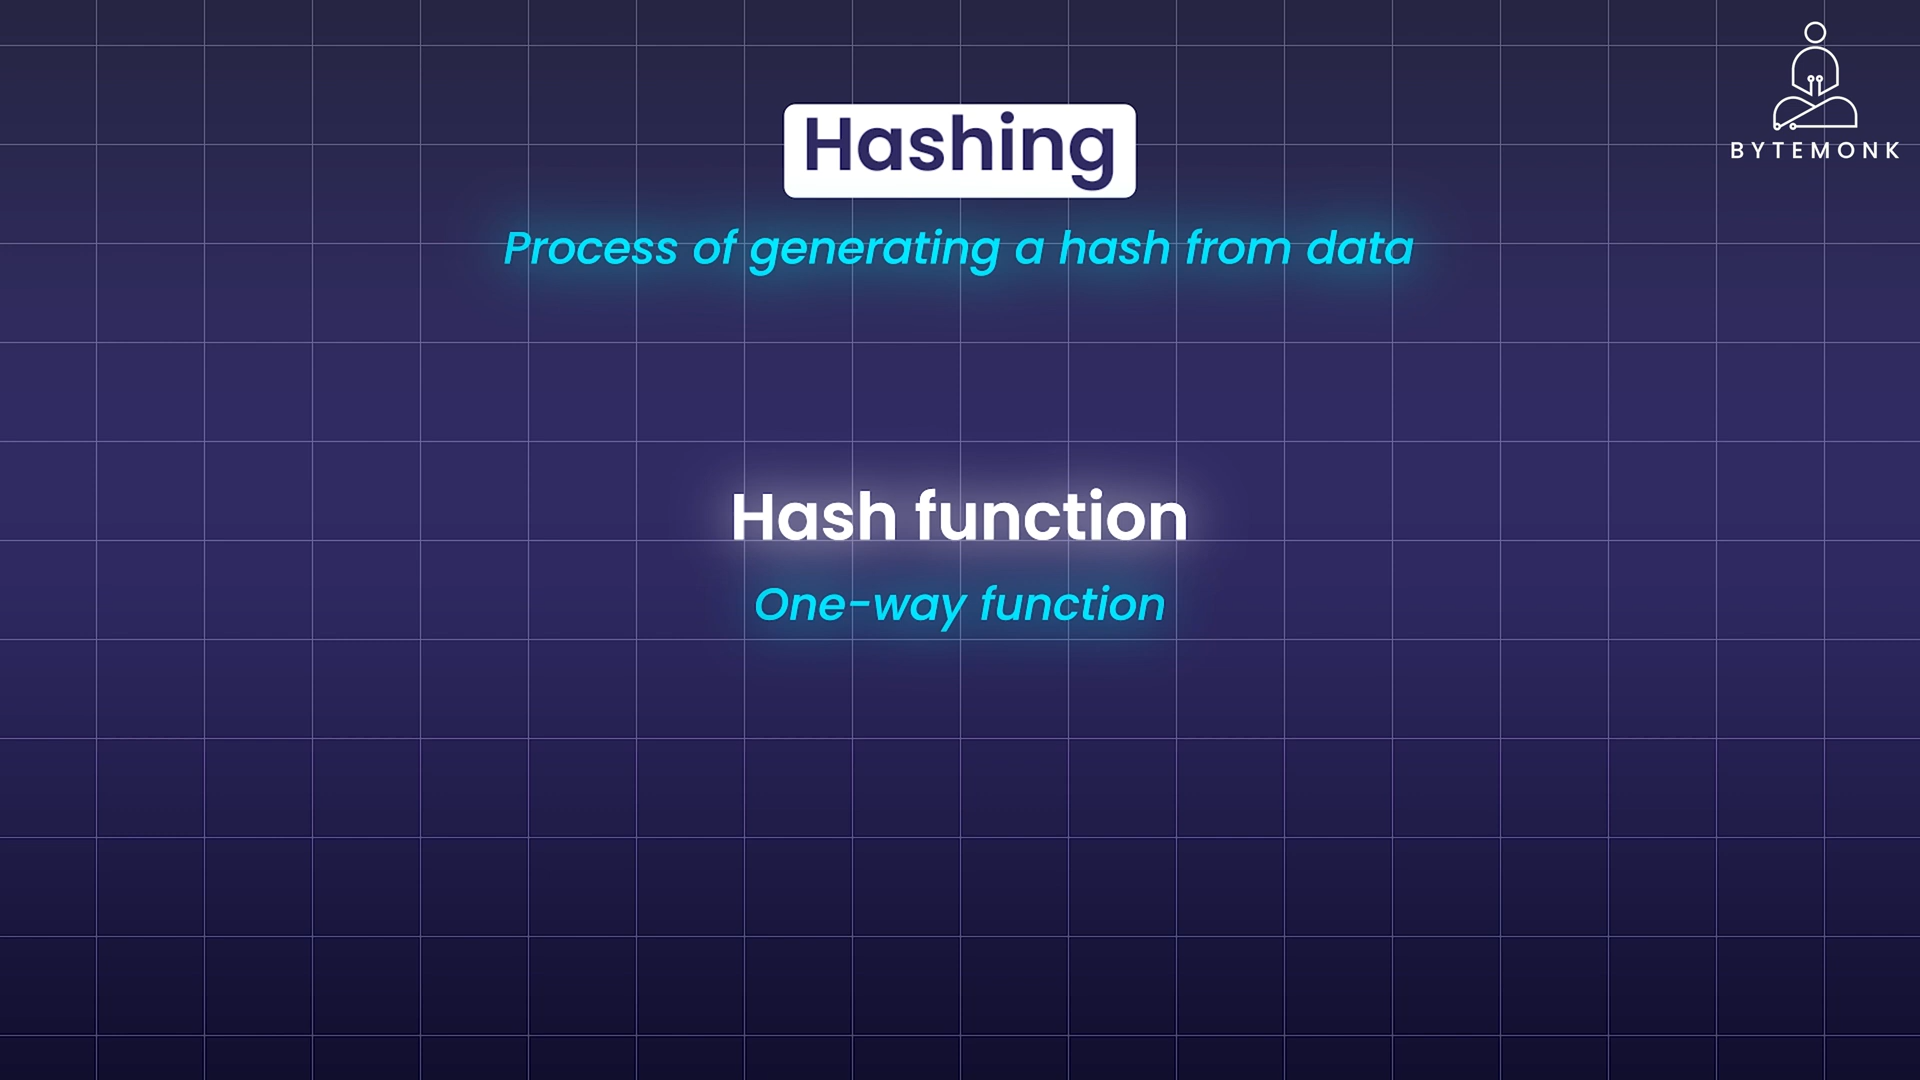 BYTEMONK
Hashing
Process of generating a hash from data
Hash function
One-way function